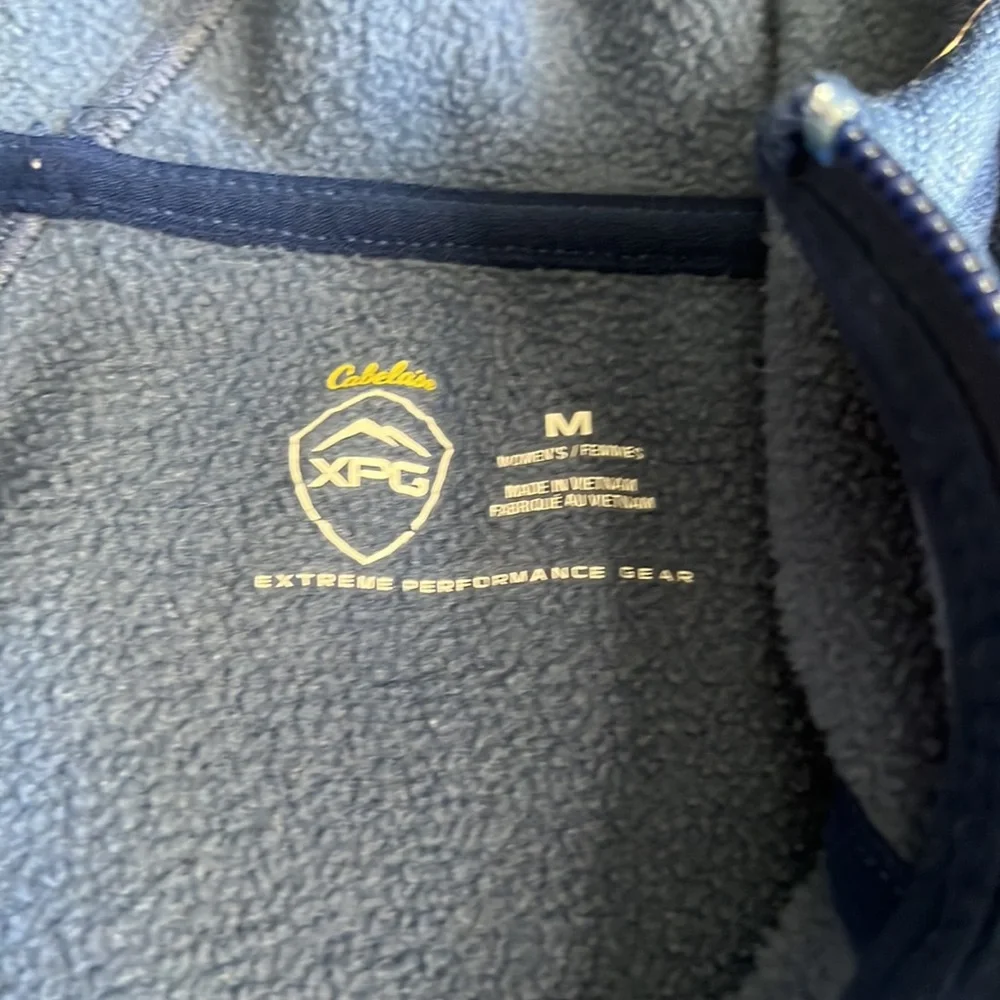 Cabela's
XPG
EXTREME PERFORMANCE GEAR
M
WOMEN'S / FEMMES
MADE IN VIETNAM
FABRIQUÉ AU VIETNAM